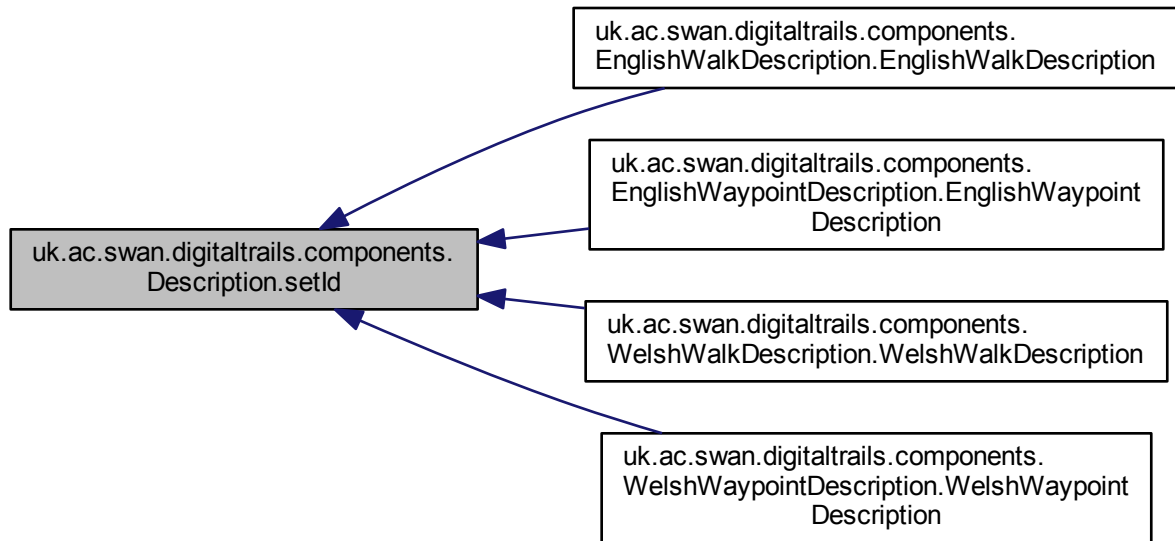 uk.ac.swan.digitaltrails.components.
EnglishWalkDescription.EnglishWalkDescription
uk.ac.swan.digitaltrails.components.
EnglishWaypointDescription.EnglishWaypoint
Description
uk.ac.swan.digitaltrails.components.
Description.setId
uk.ac.swan.digitaltrails.components.
WelshWalkDescription.WelshWalkDescription
uk.ac.swan.digitaltrails.components.
WelshWaypointDescription.WelshWaypoint
Description